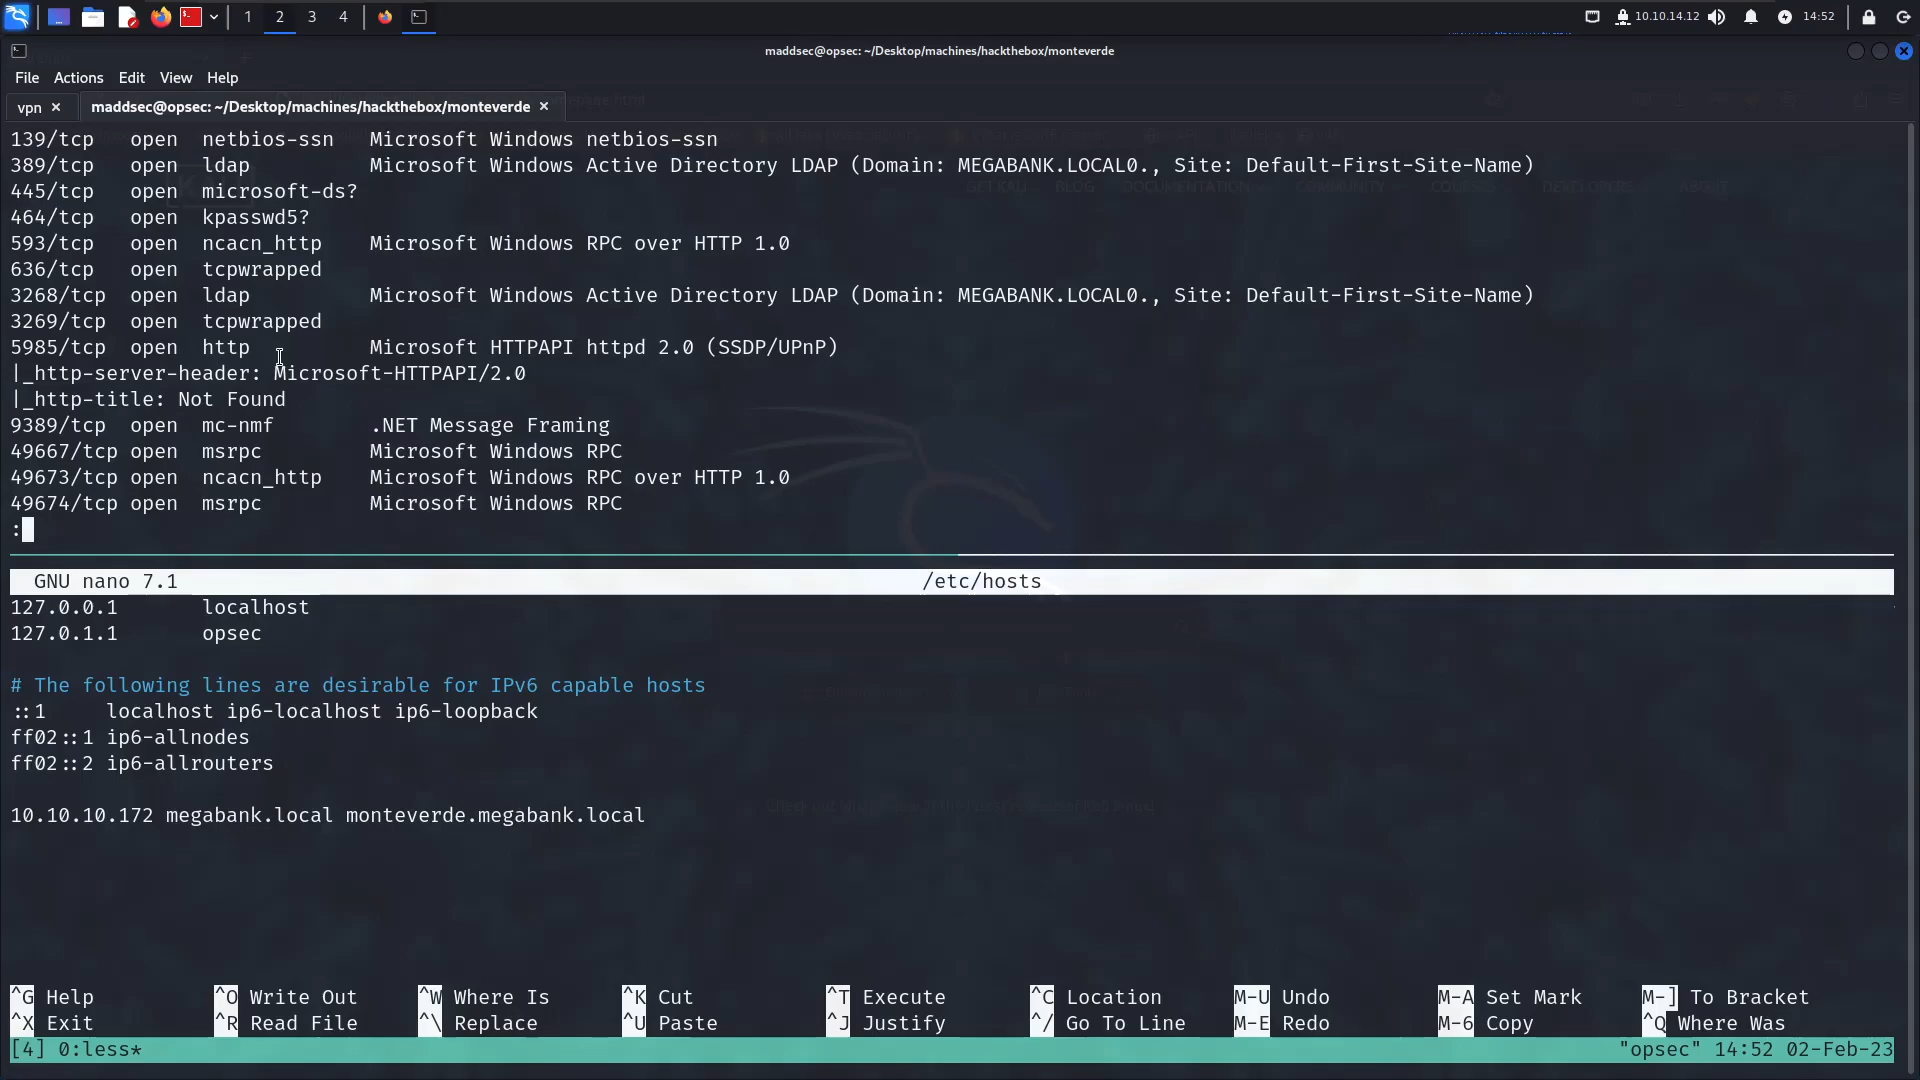 1 2 3 4 10.10.14.12 14:52
maddsec@opsec: ~/Desktop/machines/hackthebox/monteverde
File Actions Edit View Help
vpn × maddsec@opsec: ~/Desktop/machines/hackthebox/monteverde ×
139/tcp open netbios-ssn Microsoft Windows netbios-ssn
389/tcp open ldap Microsoft Windows Active Directory LDAP (Domain: MEGABANK.LOCAL0., Site: Default-First-Site-Name)
445/tcp open microsoft-ds?
464/tcp open kpasswd5?
593/tcp open ncacn_http Microsoft Windows RPC over HTTP 1.0
636/tcp open tcpwrapped
3268/tcp open ldap Microsoft Windows Active Directory LDAP (Domain: MEGABANK.LOCAL0., Site: Default-First-Site-Name)
3269/tcp open tcpwrapped
5985/tcp open http Microsoft HTTPAPI httpd 2.0 (SSDP/UPnP)
|_http-server-header: Microsoft-HTTPAPI/2.0
|_http-title: Not Found
9389/tcp open mc-nmf .NET Message Framing
49667/tcp open msrpc Microsoft Windows RPC
49673/tcp open ncacn_http Microsoft Windows RPC over HTTP 1.0
49674/tcp open msrpc Microsoft Windows RPC
:
GNU nano 7.1 /etc/hosts
127.0.0.1 localhost
127.0.1.1 opsec
# The following lines are desirable for IPv6 capable hosts
::1 localhost ip6-localhost ip6-loopback
ff02::1 ip6-allnodes
ff02::2 ip6-allrouters
10.10.10.172 megabank.local monteverde.megabank.local
^G Help ^O Write Out ^W Where Is ^K Cut ^T Execute ^C Location M-U Undo M-A Set Mark M-] To Bracket
^X Exit ^R Read File ^\ Replace ^U Paste ^J Justify ^/ Go To Line M-E Redo M-6 Copy ^Q Where Was
[4] 0:less* "opsec" 14:52 02-Feb-23